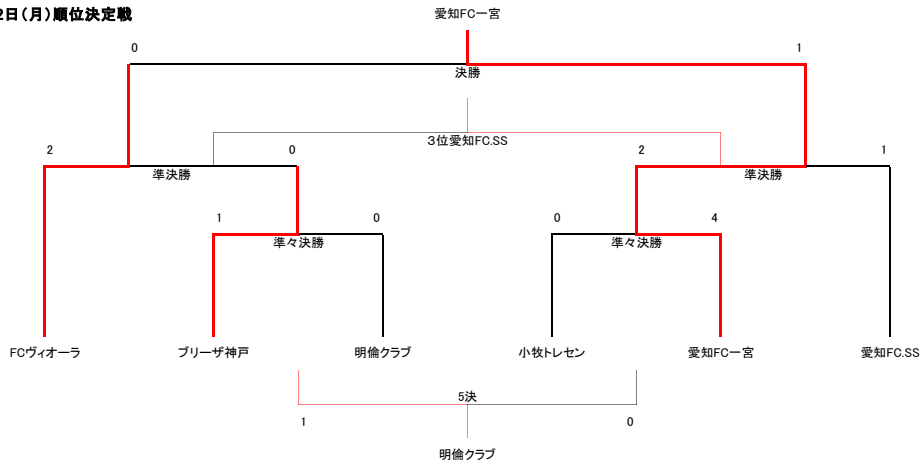 2日（月）順位決定戦
愛知FC一宮
0
1
決勝
3位愛知FC.SS
2
0
2
1
準決勝
準決勝
1
0
0
4
準々決勝
準々決勝
FCヴィオーラ
ブリーザ神戸
明倫クラブ
小牧トレセン
愛知FC一宮
愛知FC.SS
5決
1
0
明倫クラブ